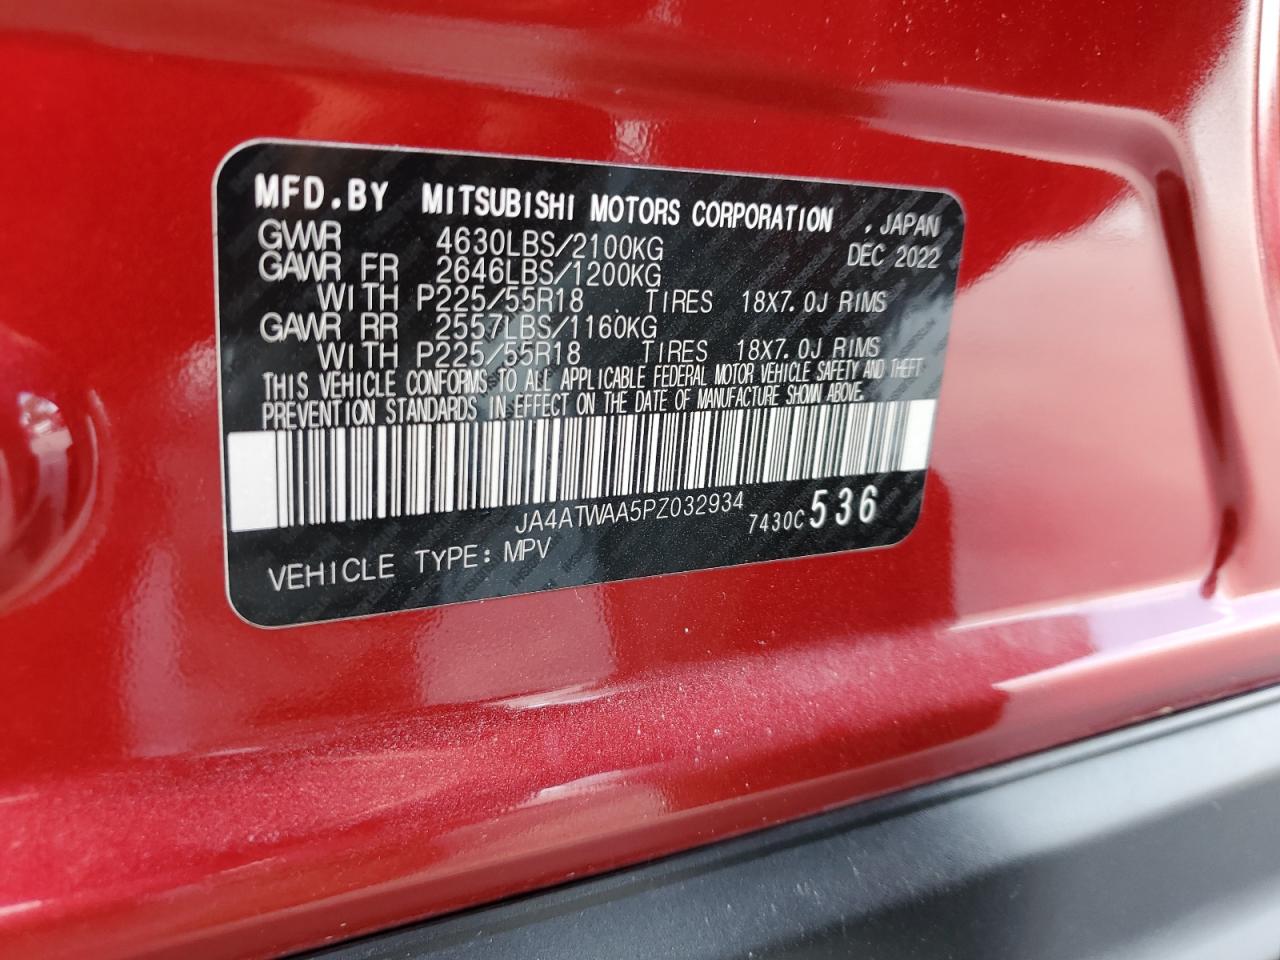 MFD.BY MITSUBISHI MOTORS CORPORATION , JAPAN
GVWR 4630LBS/2100KG DEC 2022
GAWR FR 2646LBS/1200KG
WITH P225/55R18 TIRES 18X7.0J RIMS
GAWR RR 2557LBS/1160KG
WITH P225/55R18 TIRES 18X7.0J RIMS
THIS VEHICLE CONFORMS TO ALL APPLICABLE FEDERAL MOTOR VEHICLE SAFETY AND THEFT
PREVENTION STANDARDS IN EFFECT ON THE DATE OF MANUFACTURE SHOWN ABOVE.
JA4ATWAA5PZ032934 7430C 536
VEHICLE TYPE: MPV